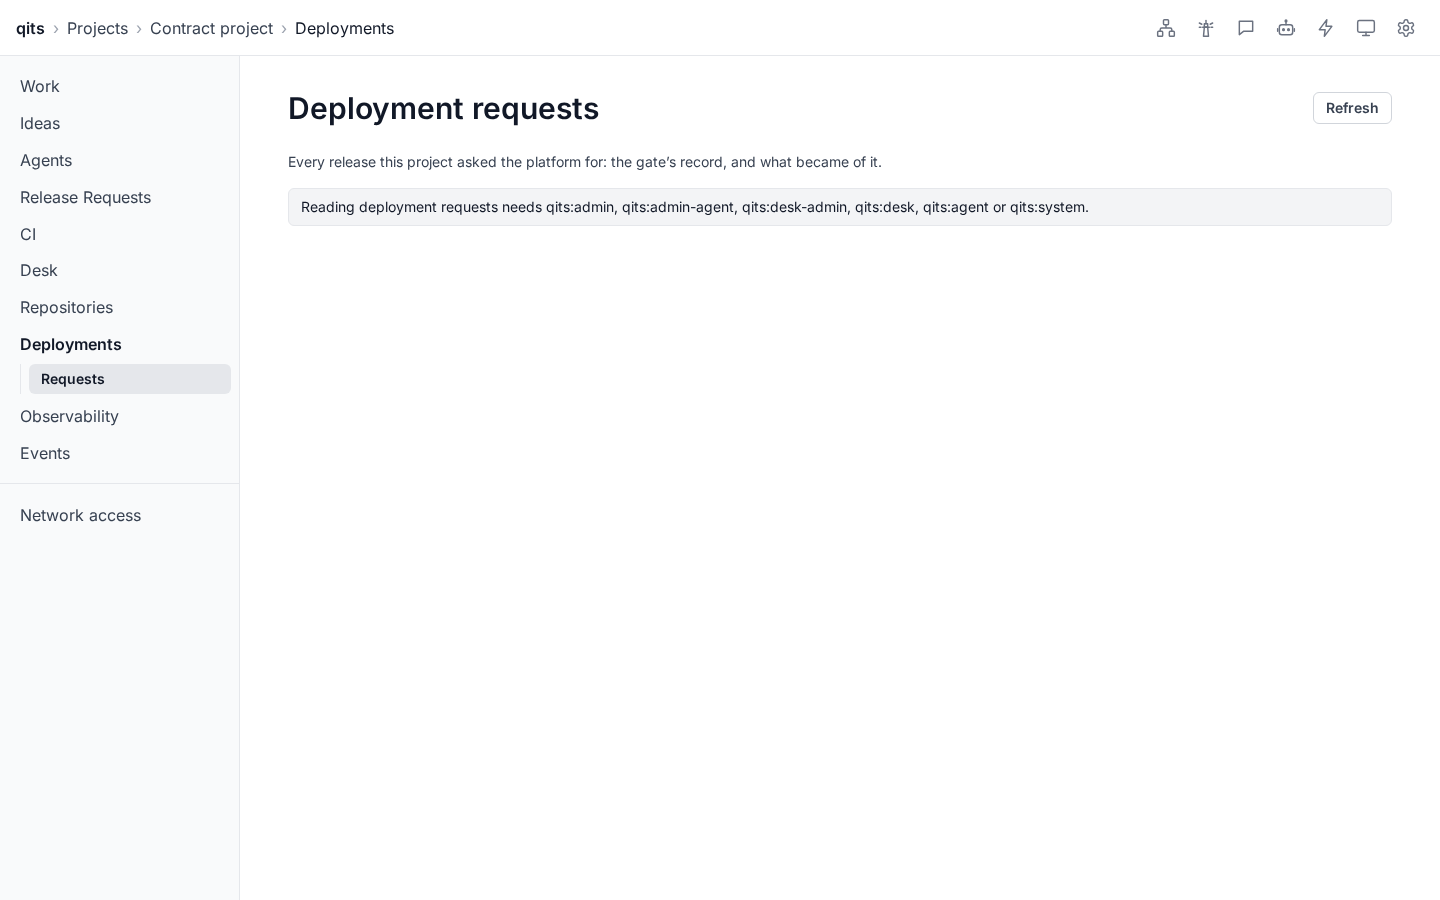 qits › Projects › Contract project › Deployments
Work
Ideas
Agents
Release Requests
CI
Desk
Repositories
Deployments
Requests
Observability
Events
Network access
Deployment requests
Refresh
Every release this project asked the platform for: the gate’s record, and what became of it.
Reading deployment requests needs qits:admin, qits:admin-agent, qits:desk-admin, qits:desk, qits:agent or qits:system.